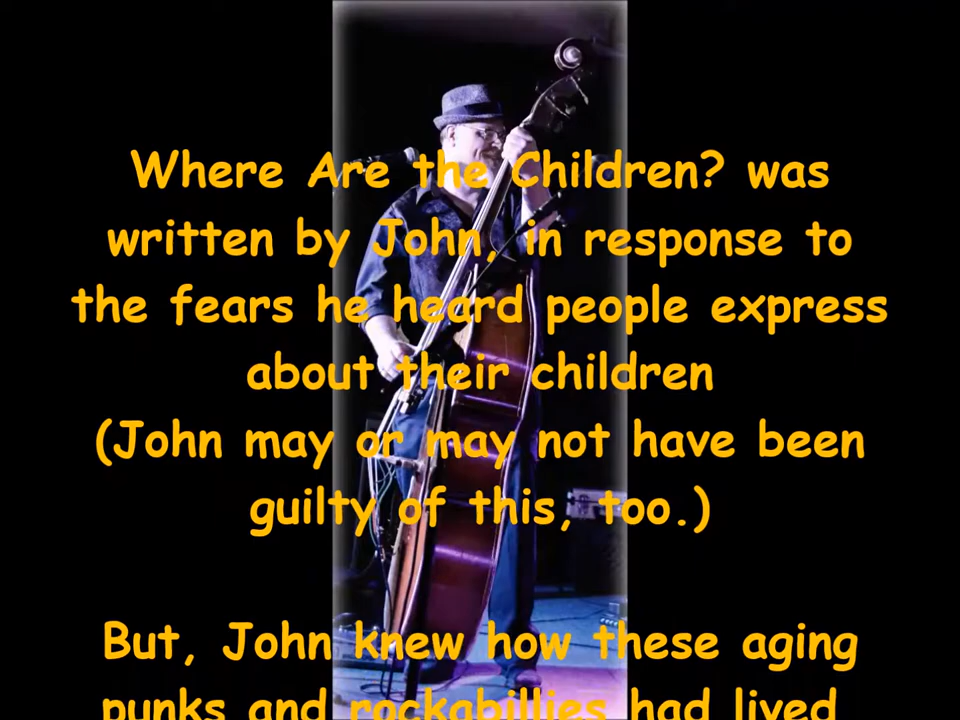 Where Are the Children? was
written by John, in response to
the fears he heard people express
about their children
(John may or may not have been
guilty of this, too.)
But, John knew how these aging
punks and rockabillies had lived